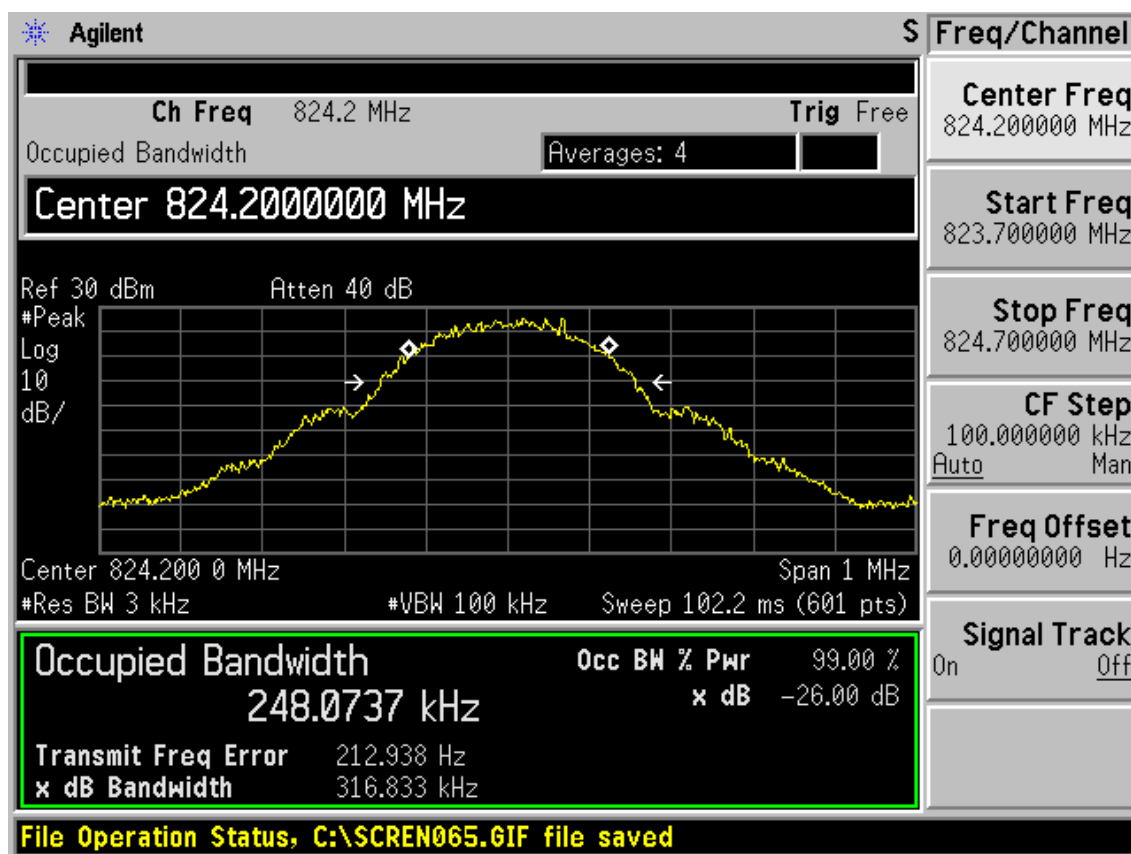 Agilent S Freq/Channel
Ch Freq 824.2 MHz Trig Free
Occupied Bandwidth Averages: 4
Center 824.2000000 MHz
Ref 30 dBm Atten 40 dB
#Peak
Log
10
dB/
Center 824.200 0 MHz Span 1 MHz
#Res BW 3 kHz #VBW 100 kHz Sweep 102.2 ms (601 pts)
Occupied Bandwidth Occ BW % Pwr 99.00 %
248.0737 kHz x dB -26.00 dB
Transmit Freq Error 212.938 Hz
x dB Bandwidth 316.833 kHz
File Operation Status, C:\SCREN065.GIF file saved
Center Freq
824.200000 MHz
Start Freq
823.700000 MHz
Stop Freq
824.700000 MHz
CF Step
100.000000 kHz
Auto Man
Freq Offset
0.00000000 Hz
Signal Track
On Off